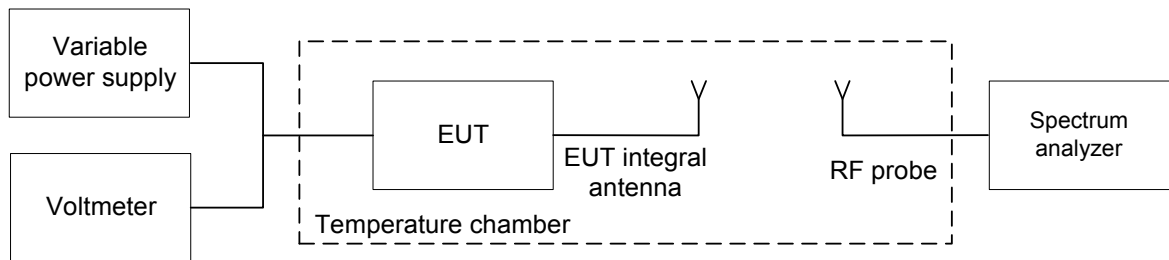 Variable
power supply
Voltmeter
EUT
EUT integral
antenna
RF probe
Temperature chamber
Spectrum
analyzer